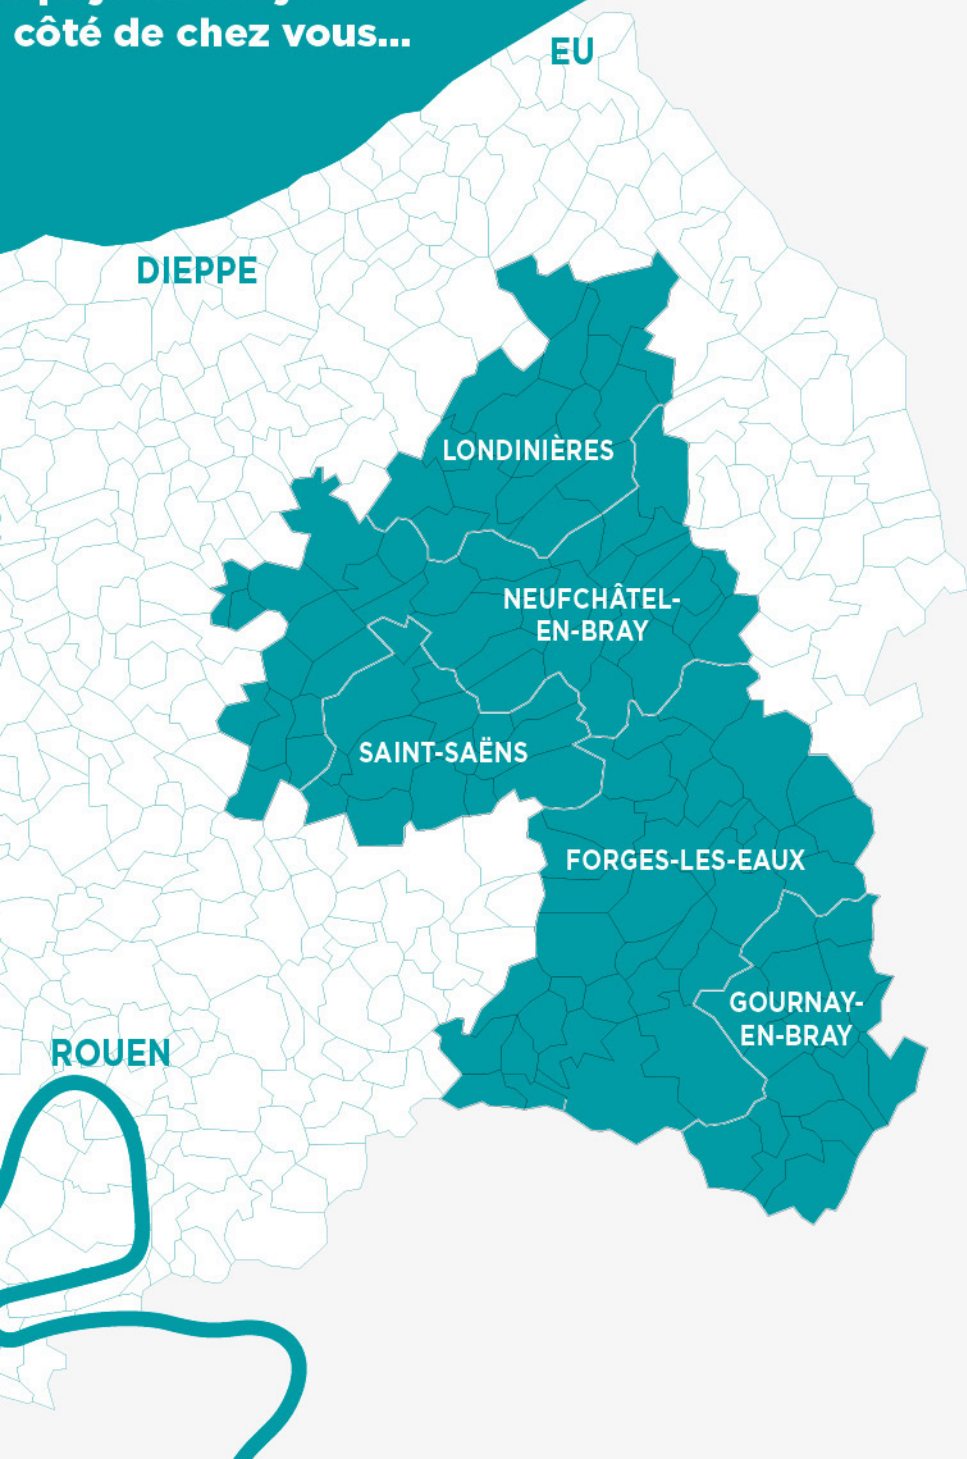 côté de chez vous...
EU
DIEPPE
LONDINIÈRES
NEUFCHÂTEL-
EN-BRAY
SAINT-SAËNS
FORGES-LES-EAUX
GOURNAY-
EN-BRAY
ROUEN